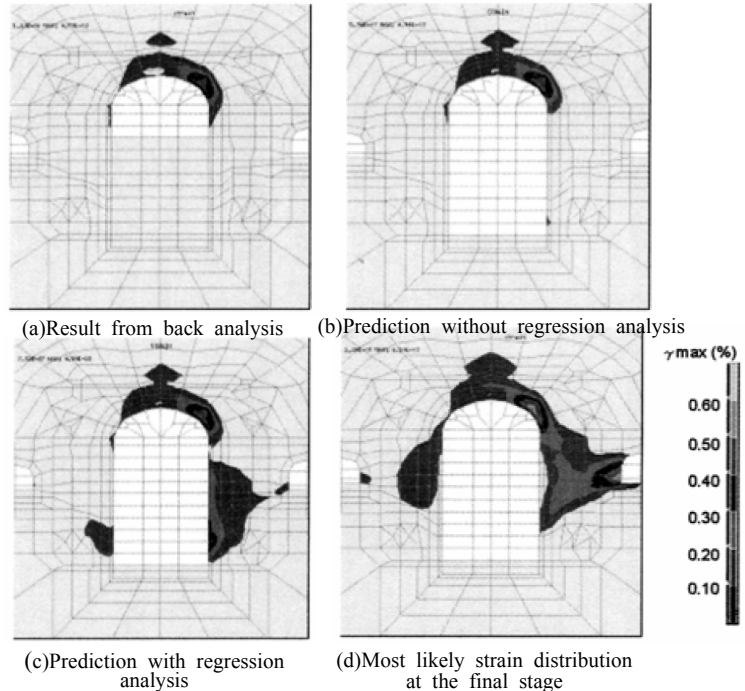 (a)Result from back analysis
(b)Prediction without regression analysis
γmax (%)
0.60
0.50
0.40
0.30
0.20
0.10
(c)Prediction with regression
analysis
(d)Most likely strain distribution
at the final stage